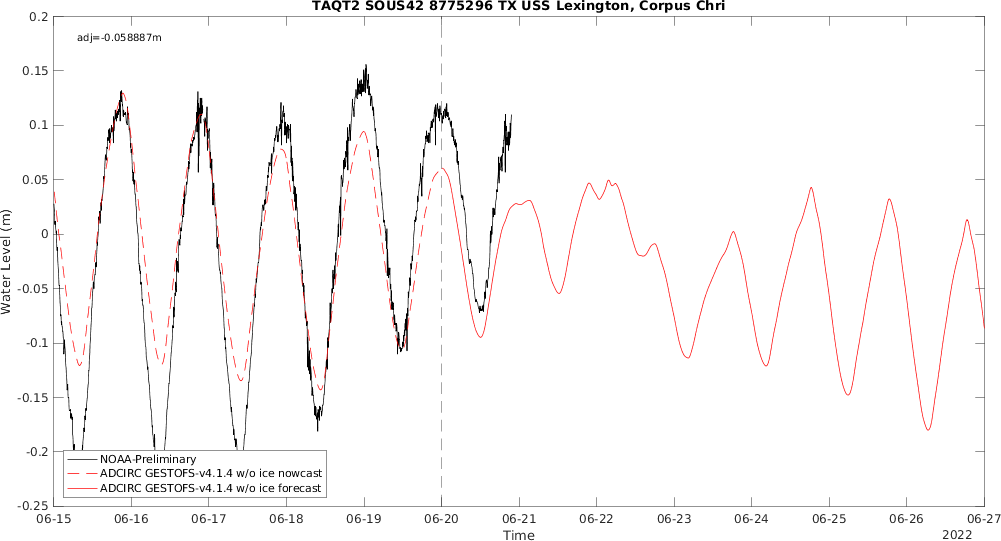 TAQT2 SOUS42 8775296 TX USS Lexington, Corpus Chri
adj=-0.058887m
0.2
0.15
0.1
0.05
0
-0.05
-0.1
-0.15
-0.2
-0.25
Water Level (m)
NOAA-Preliminary
ADCIRC GESTOFS-v4.1.4 w/o ice nowcast
ADCIRC GESTOFS-v4.1.4 w/o ice forecast
06-15 06-16 06-17 06-18 06-19 06-20 06-21 06-22 06-23 06-24 06-25 06-26 06-27
Time
2022